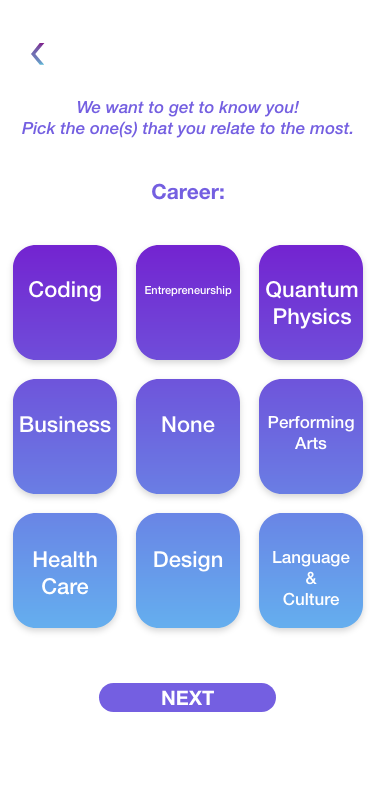 We want to get to know you!
Pick the one(s) that you relate to the most.
Career:
Coding
Entrepreneurship
Quantum
Physics
Business
None
Performing
Arts
Health
Care
Design
Language
&
Culture
NEXT